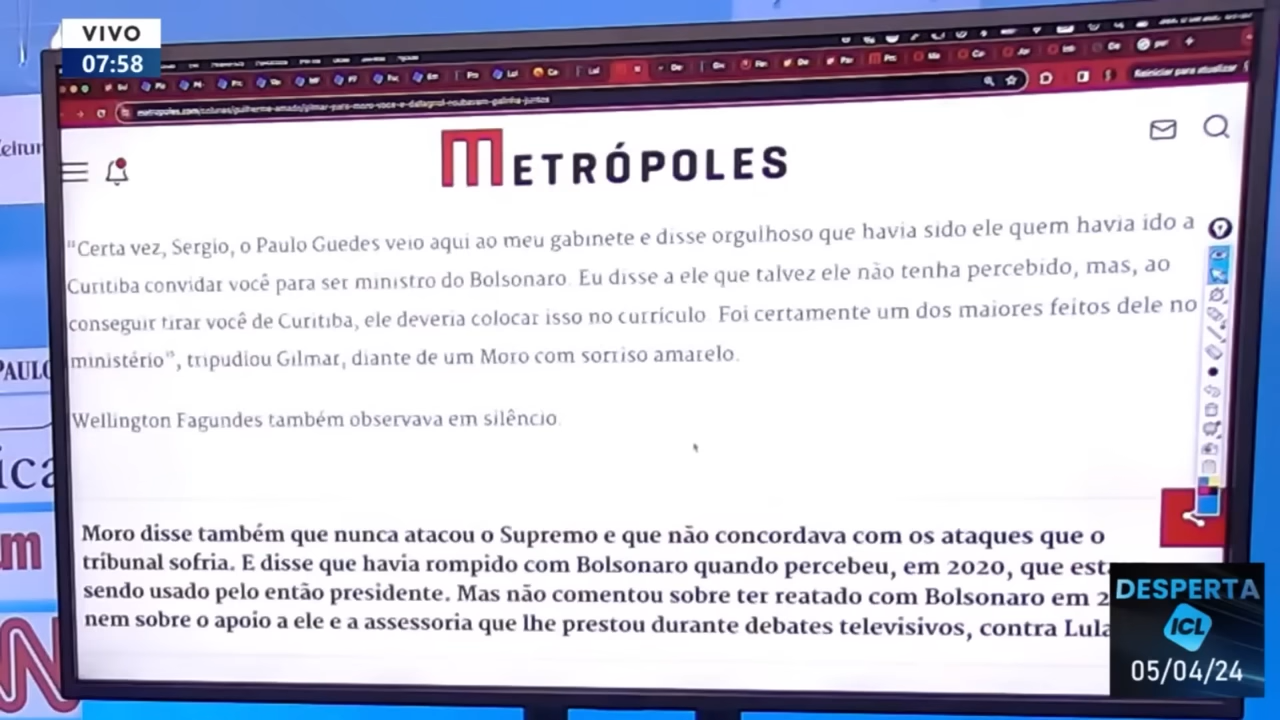 VIVO
07:58
METRÓPOLES
"Certa vez, Sergio, o Paulo Guedes veio aqui ao meu gabinete e disse orgulhoso que havia sido ele quem havia ido a
Curitiba convidar você para ser ministro do Bolsonaro. Eu disse a ele que talvez ele não tenha percebido, mas, ao
conseguir tirar você de Curitiba, ele deveria colocar isso no currículo. Foi certamente um dos maiores feitos dele no
ministério", tripudiou Gilmar, diante de um Moro com sorriso amarelo.
Wellington Fagundes também observava em silêncio.
Moro disse também que nunca atacou o Supremo e que não concordava com os ataques que o
tribunal sofria. E disse que havia rompido com Bolsonaro quando percebeu, em 2020, que est
sendo usado pelo então presidente. Mas não comentou sobre ter reatado com Bolsonaro em 2
nem sobre o apoio a ele e a assessoria que lhe prestou durante debates televisivos, contra Lula
DESPERTA
ICL
05/04/24